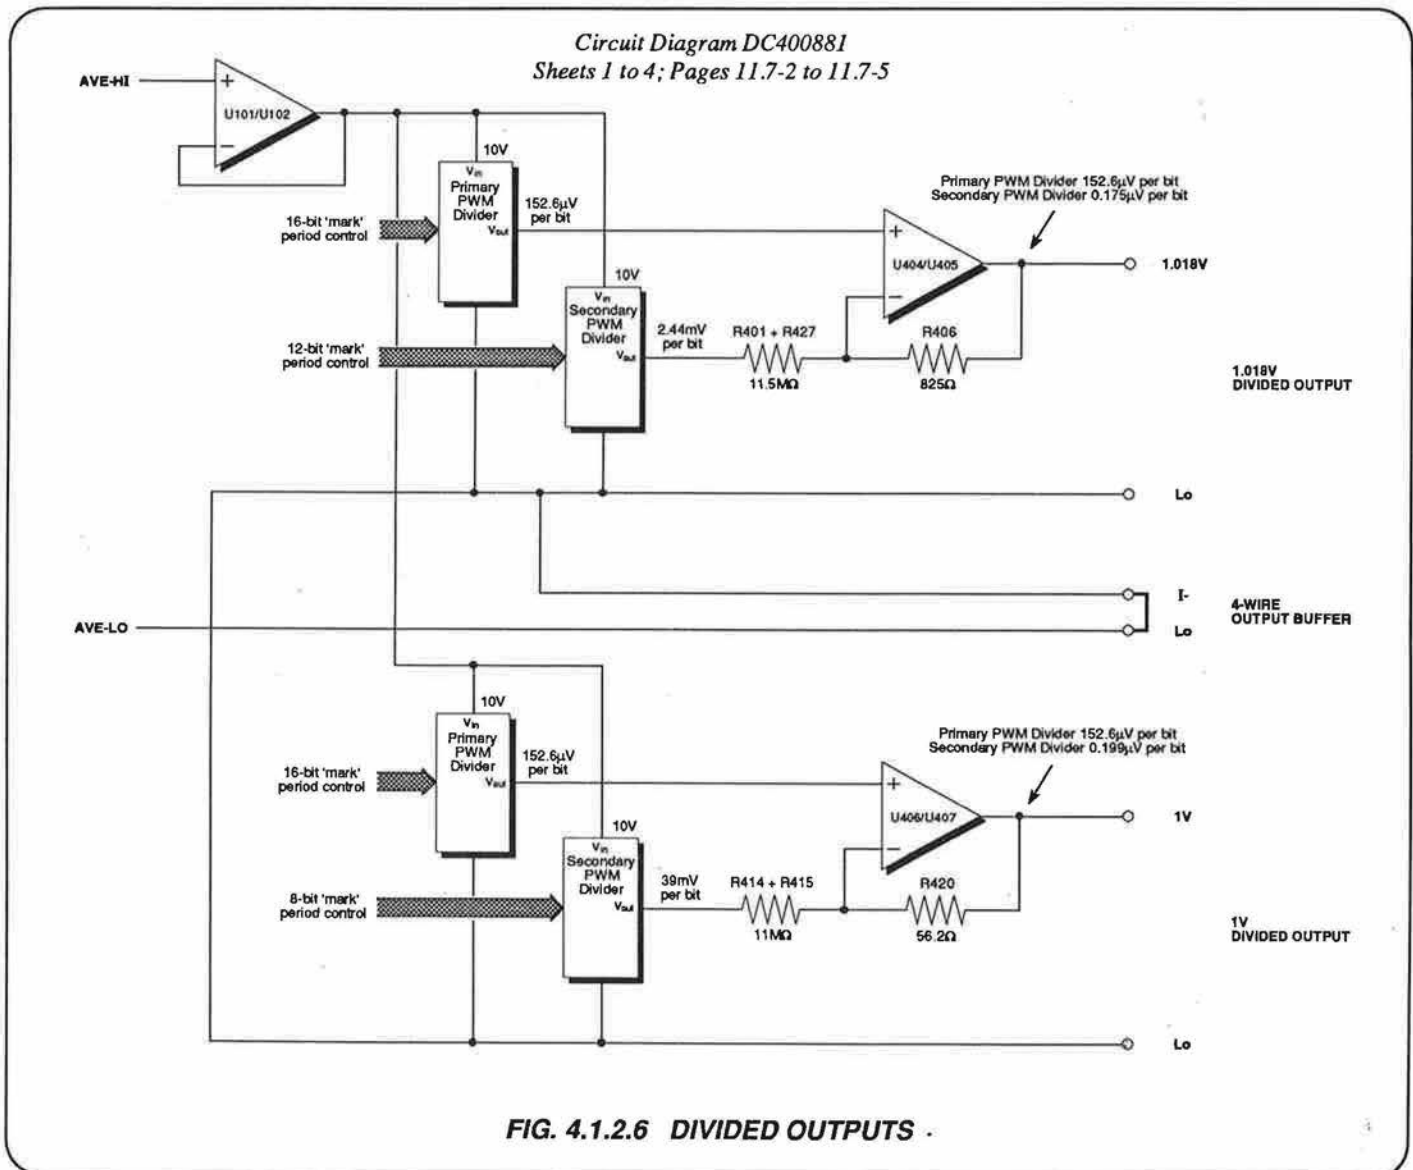 Circuit Diagram DC400881
Sheets 1 to 4; Pages 11.7-2 to 11.7-5
AVE-HI
+
U101/U102
−
10V
Vin
Primary
PWM
Divider
Vout
16-bit 'mark'
period control
152.6µV
per bit
Primary PWM Divider 152.6µV per bit
Secondary PWM Divider 0.175µV per bit
+
U404/U405
−
1.018V
10V
Vin
Secondary
PWM
Divider
Vout
12-bit 'mark'
period control
2.44mV
per bit
R401 + R427
11.5MΩ
R406
825Ω
1.018V
DIVIDED OUTPUT
Lo
I-
4-WIRE
OUTPUT BUFFER
AVE-LO
Lo
10V
Vin
Primary
PWM
Divider
Vout
16-bit 'mark'
period control
152.6µV
per bit
Primary PWM Divider 152.6µV per bit
Secondary PWM Divider 0.199µV per bit
+
U406/U407
−
1V
10V
Vin
Secondary
PWM
Divider
Vout
8-bit 'mark'
period control
39mV
per bit
R414 + R415
11MΩ
R420
56.2Ω
1V
DIVIDED OUTPUT
Lo
FIG. 4.1.2.6 DIVIDED OUTPUTS